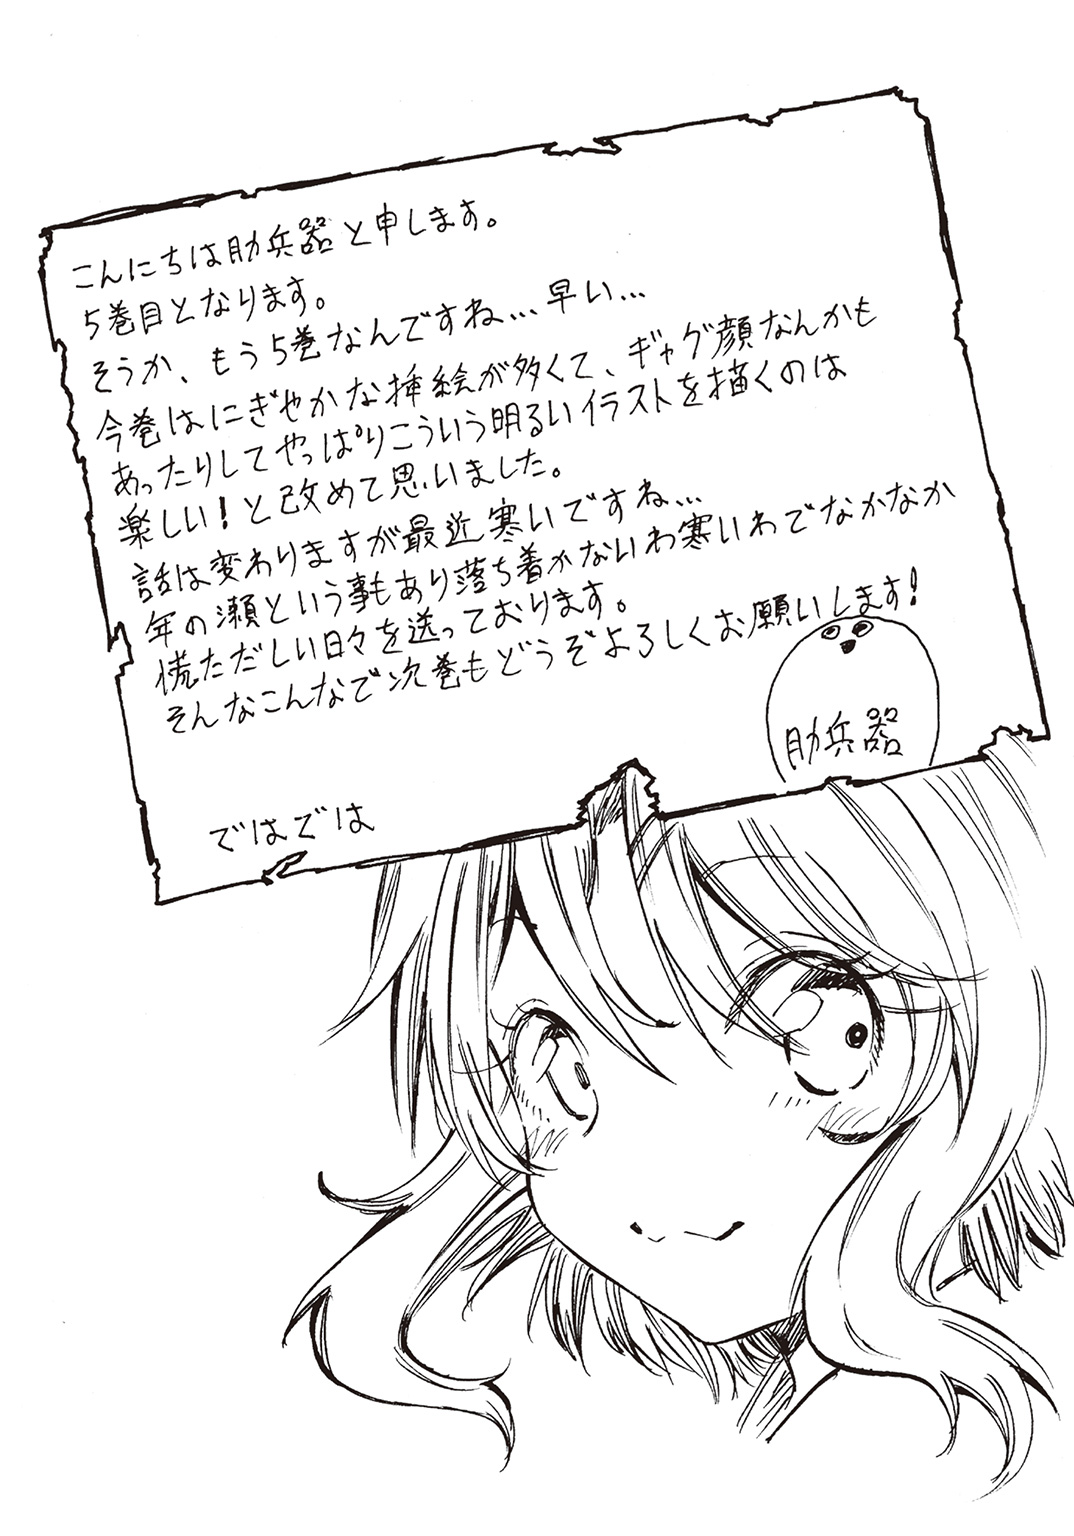 こんにちは助兵器と申します。
5巻目となります。
そうか、もう5巻なんですね…早い…
今巻はにぎやかな挿絵が多くて、ギャグ顔なんかも
あったりしてやっぱりこういう明るいイラストを描くのは
楽しい!と改めて思いました。
話は変わりますが最近寒いですね…
年の瀬という事もあり落ち着かないわ寒いわでなかなか
慌ただしい日々を送っております。
そんなこんなで次巻もどうぞよろしくお願いします!
助兵器
ではでは